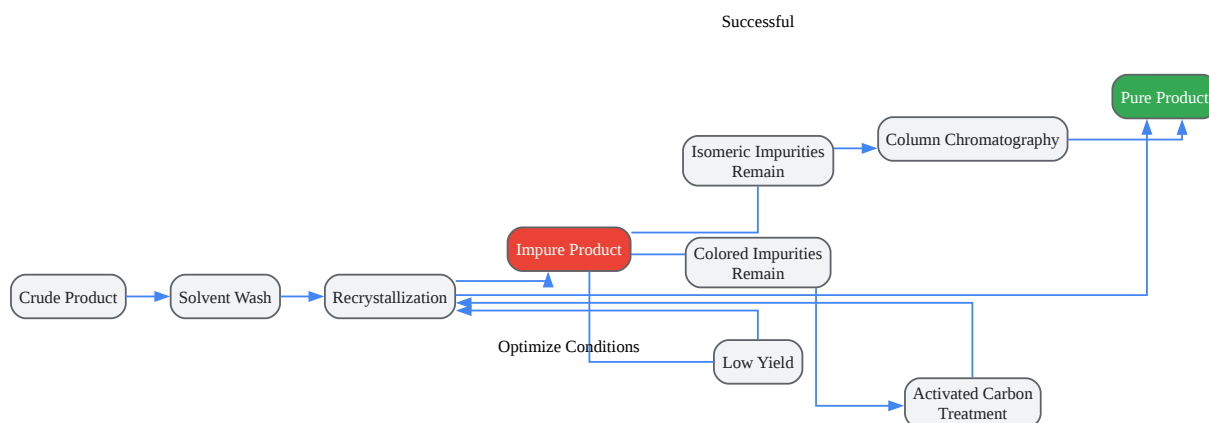 Successful
Pure Product
Column Chromatography
Isomeric Impurities
Remain
Impure Product
Colored Impurities
Remain
Crude Product
Solvent Wash
Recrystallization
Optimize Conditions
Low Yield
Activated Carbon
Treatment